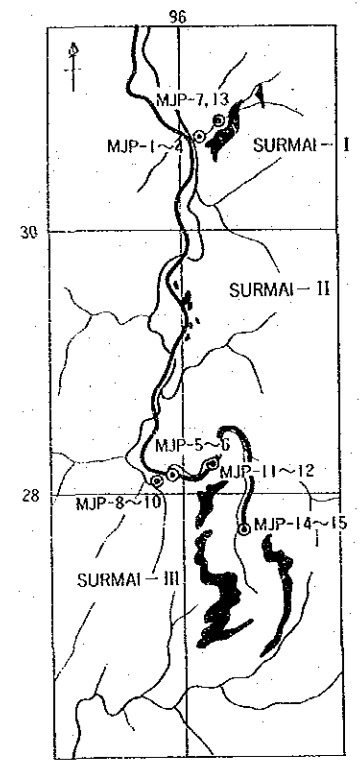 96
MJP-7,13
MJP-1~4
SURMAI-I
30
SURMAI-II
MJP-5~6
MJP-11~12
28
MJP-8~10
MJP-14~15
SURMAI-III